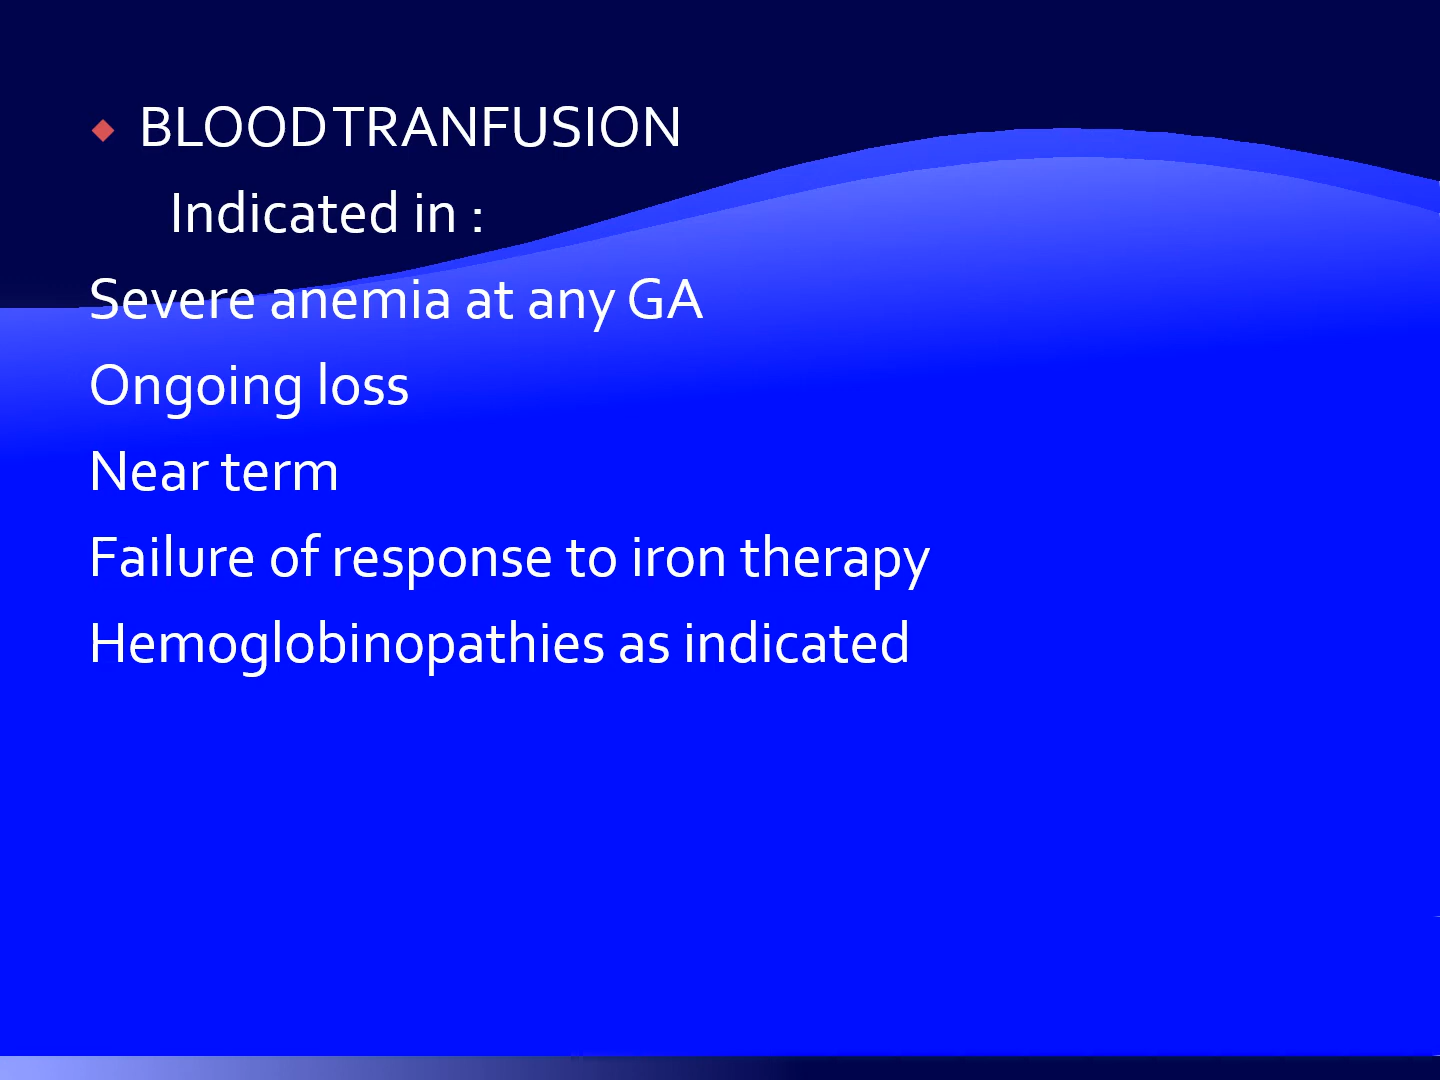 BLOOD TRANFUSION
Indicated in :
Severe anemia at any GA
Ongoing loss
Near term
Failure of response to iron therapy
Hemoglobinopathies as indicated